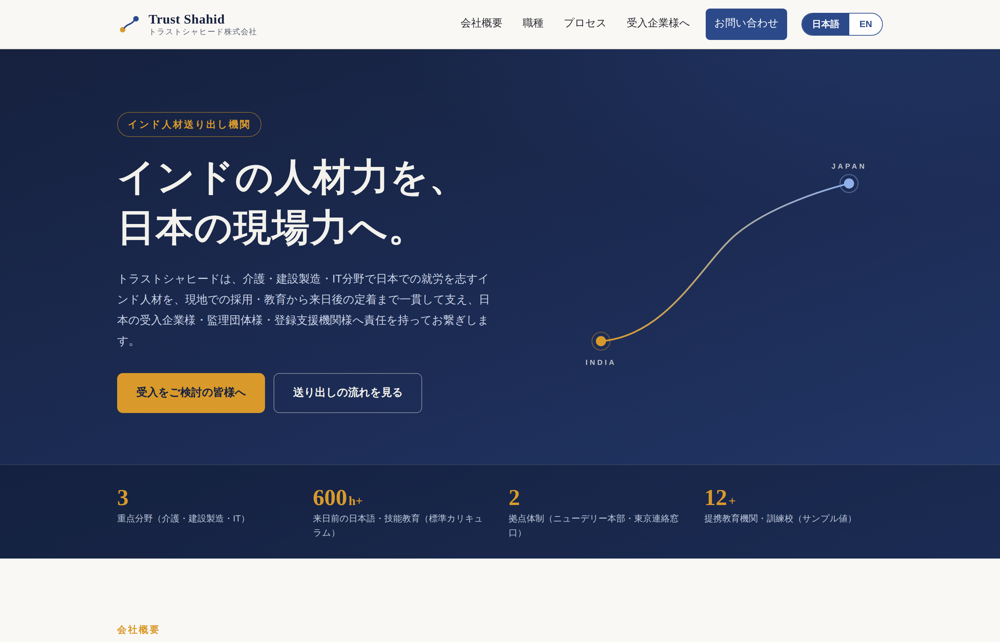 Trust Shahid
トラストシャヒード株式会社
会社概要
職種
プロセス
受入企業様へ
お問い合わせ
日本語
EN
インド人材送り出し機関
インドの人材力を、
日本の現場力へ。
トラストシャヒードは、介護・建設製造・IT分野で日本での就労を志すイ
ンド人材を、現地での採用・教育から来日後の定着まで一貫して支え、日
本の受入企業様・監理団体様・登録支援機関様へ責任を持ってお繋ぎしま
す。
受入をご検討の皆様へ
送り出しの流れを見る
JAPAN
INDIA
3
重点分野（介護・建設製造・IT）
600h+
来日前の日本語・技能教育（標準カリキュ
ラム）
2
拠点体制（ニューデリー本部・東京連絡窓
口）
12+
提携教育機関・訓練校（サンプル値）
会社概要